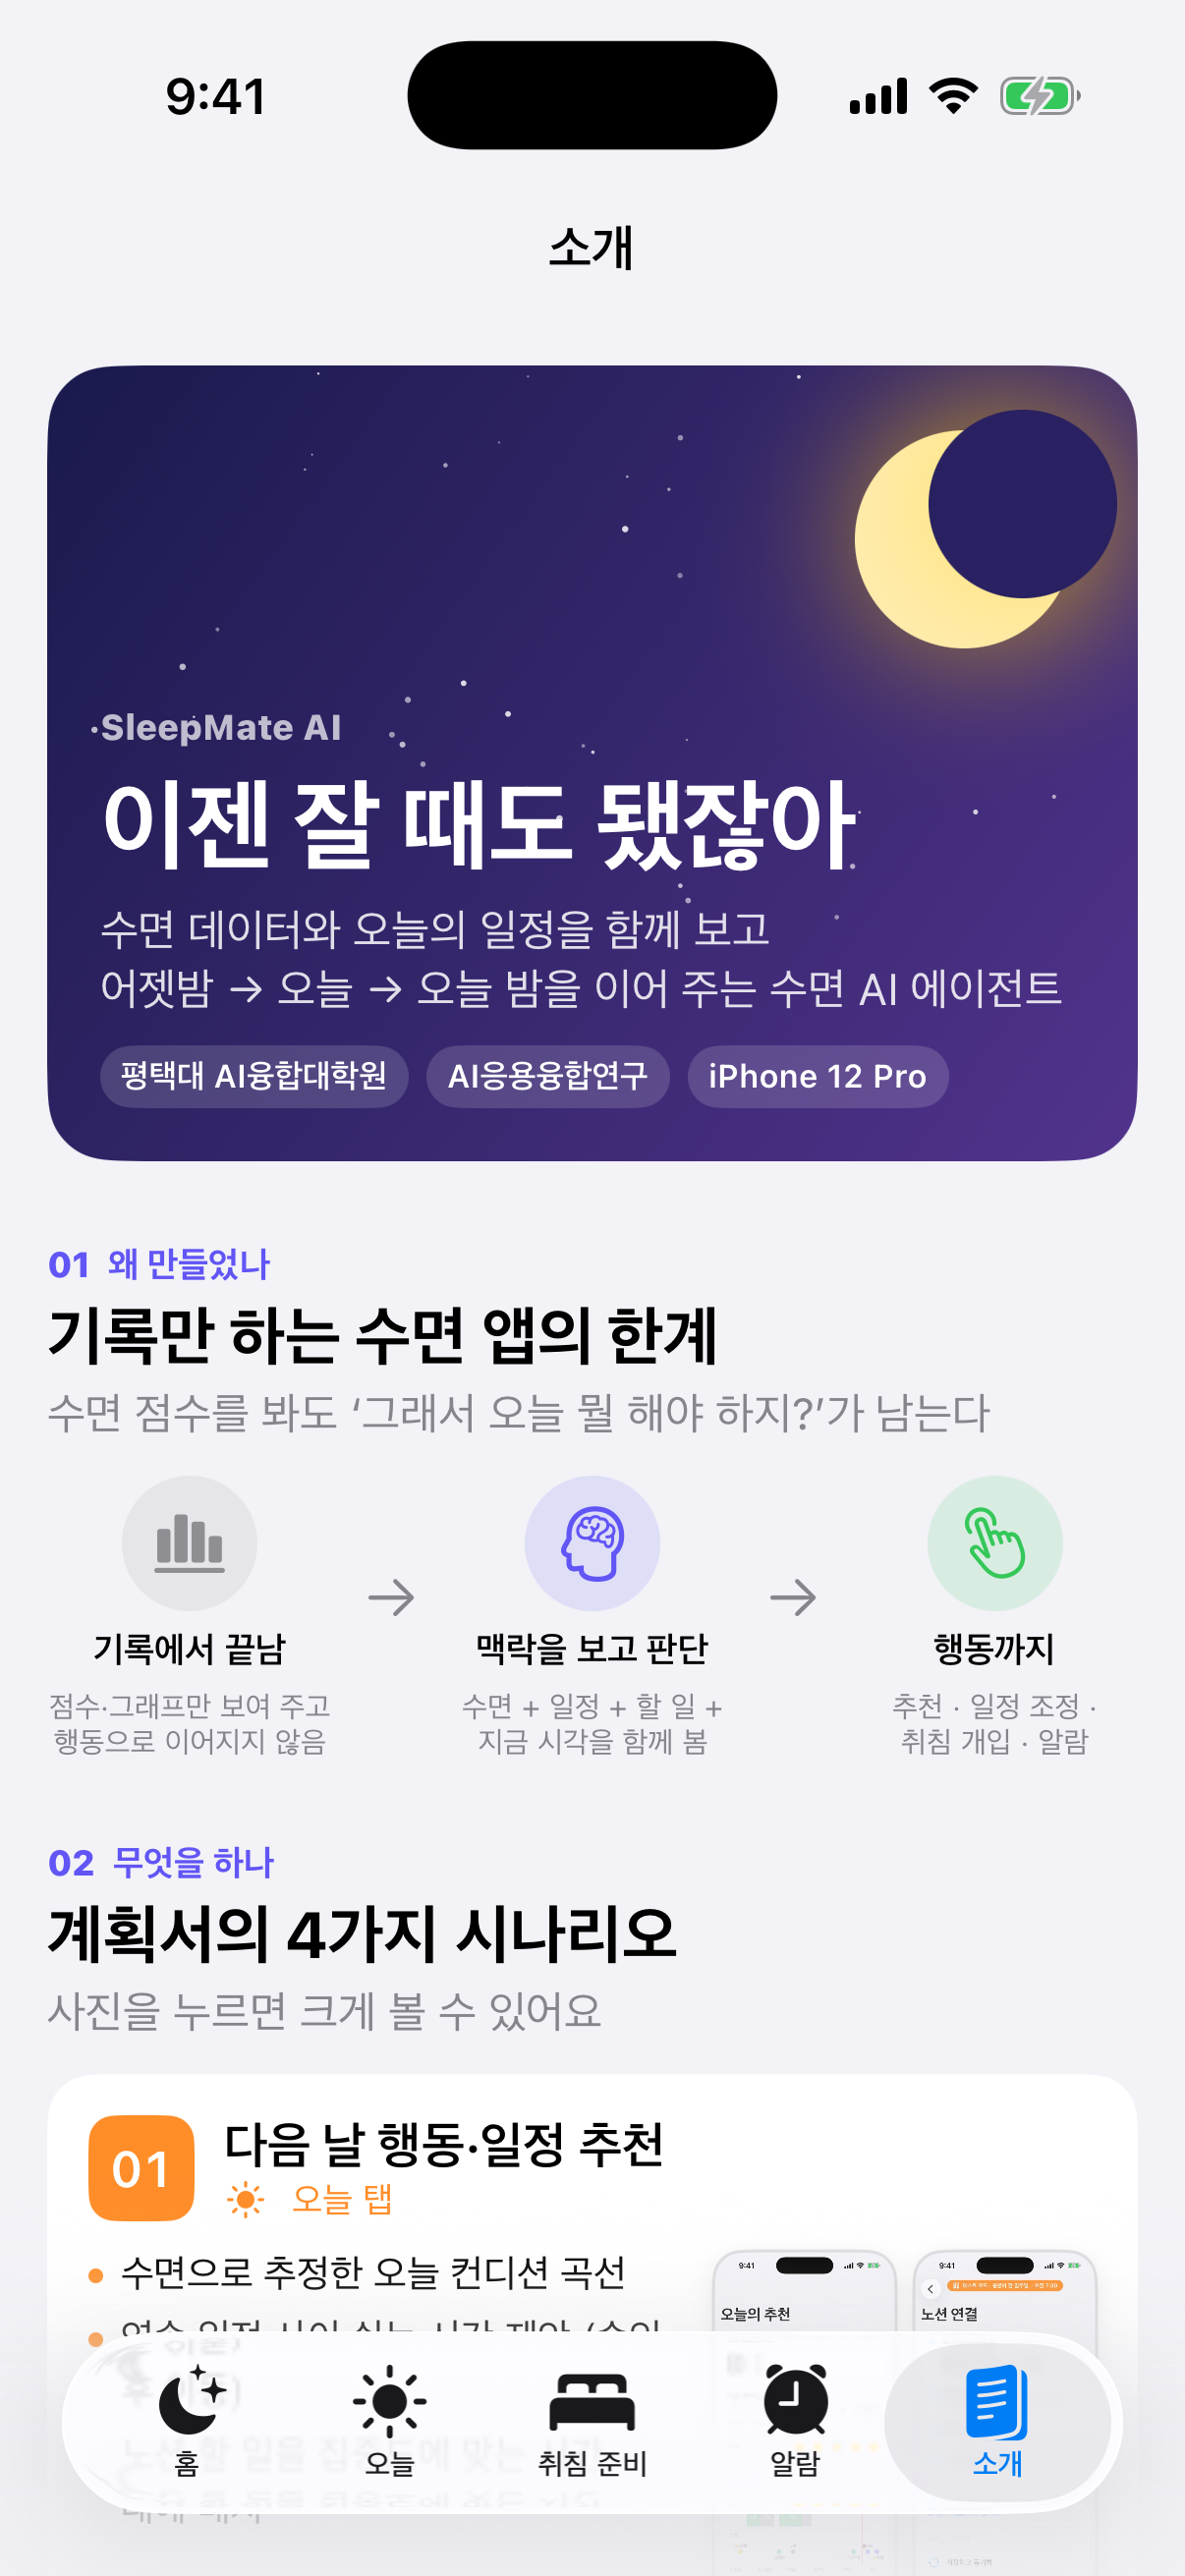 9:41
소개
SleepMate AI
이젠 잘 때도 됐잖아
수면 데이터와 오늘의 일정을 함께 보고
어젯밤 → 오늘 → 오늘 밤을 이어 주는 수면 AI 에이전트
평택대 AI융합대학원
AI응용융합연구
iPhone 12 Pro
01 왜 만들었나
기록만 하는 수면 앱의 한계
수면 점수를 봐도 ‘그래서 오늘 뭘 해야 하지?’가 남는다
기록에서 끝남
점수·그래프만 보여 주고
행동으로 이어지지 않음
맥락을 보고 판단
수면 + 일정 + 할 일 +
지금 시각을 함께 봄
행동까지
추천 · 일정 조정 ·
취침 개입 · 알람
02 무엇을 하나
계획서의 4가지 시나리오
사진을 누르면 크게 볼 수 있어요
01
다음 날 행동·일정 추천
오늘 탭
수면으로 추정한 오늘 컨디션 곡선
9:41
오늘의 추천
9:41
노션 연결
홈
오늘
취침 준비
알람
소개